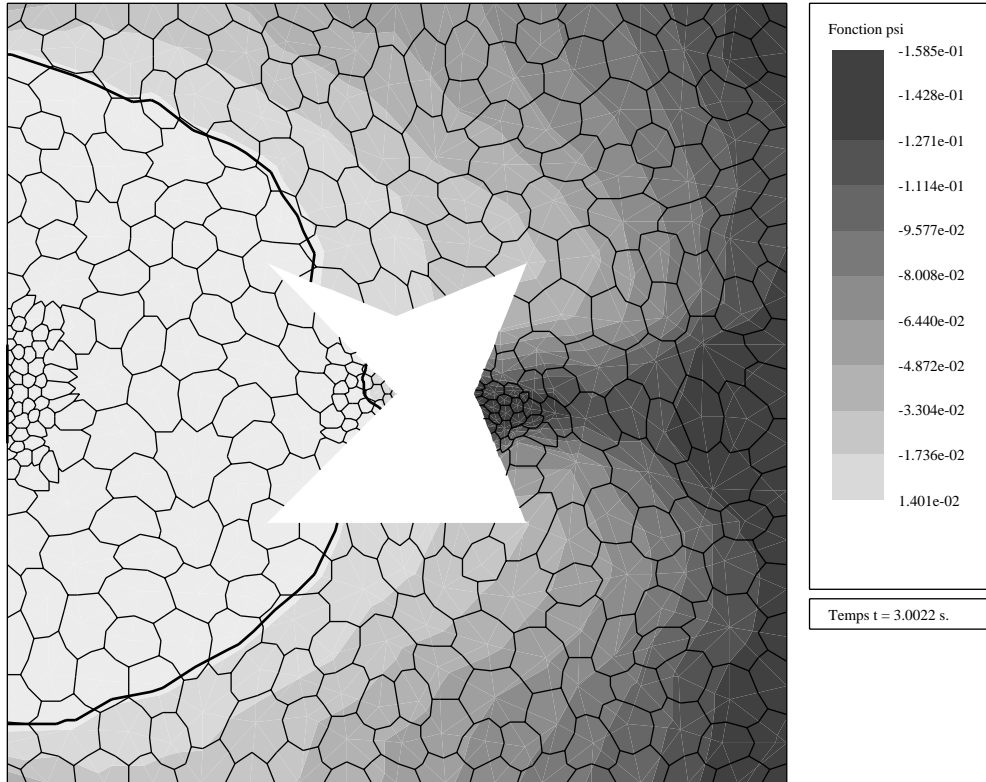 Fonction psi
-1.585e-01
-1.428e-01
-1.271e-01
-1.114e-01
-9.577e-02
-8.008e-02
-6.440e-02
-4.872e-02
-3.304e-02
-1.736e-02
1.401e-02
Temps t = 3.0022 s.